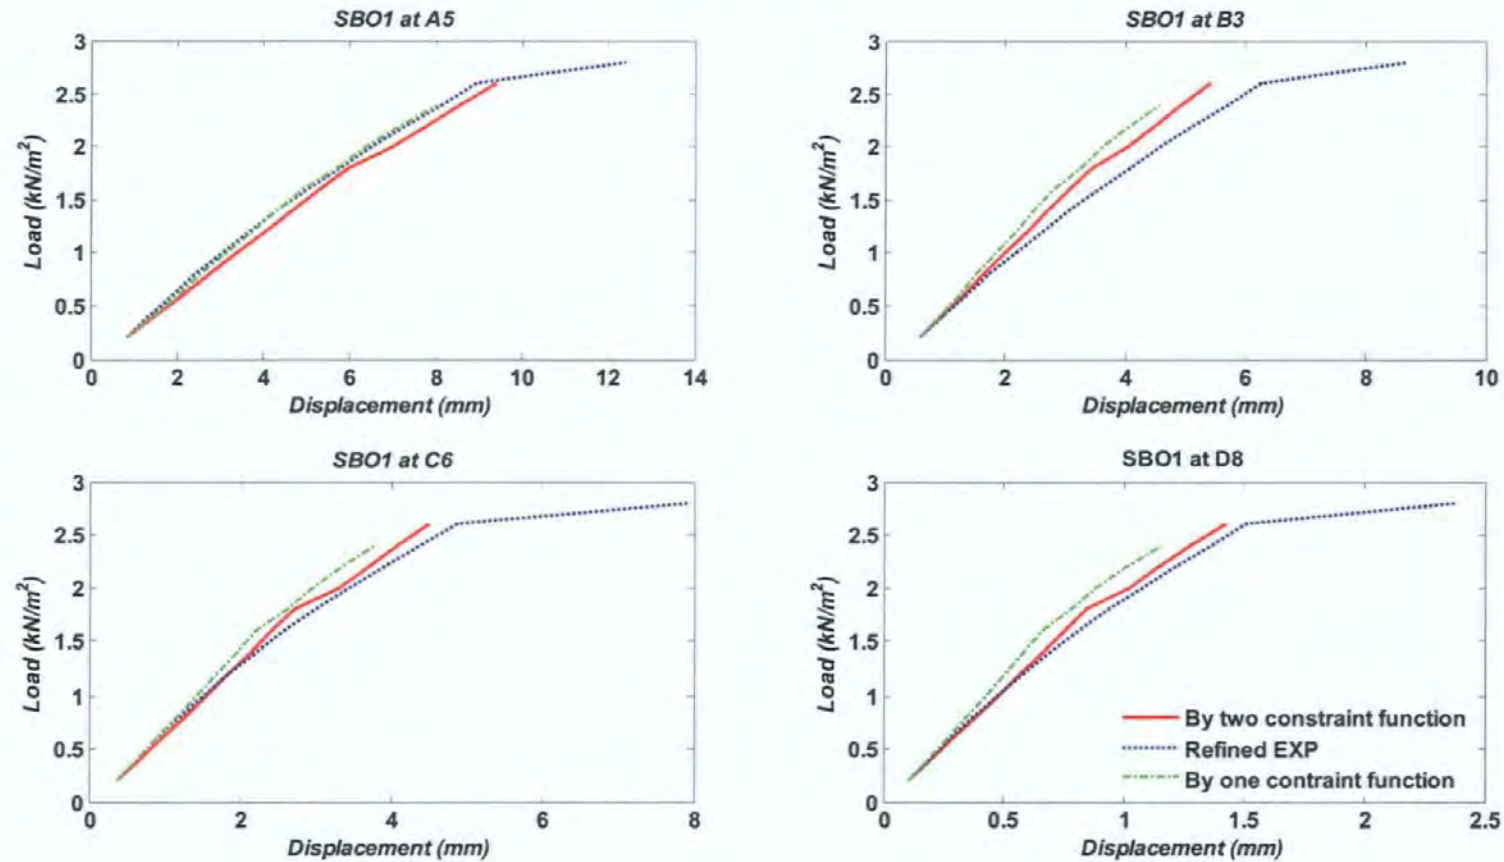 SBO1 at A5
3
2.5
2
1.5
1
0.5
0
Load (kN/m²)
0 2 4 6 8 10 12 14
Displacement (mm)
SBO1 at B3
3
2.5
2
1.5
1
0.5
0
Load (kN/m²)
0 2 4 6 8 10
Displacement (mm)
SBO1 at C6
3
2.5
2
1.5
1
0.5
0
Load (kN/m²)
0 2 4 6 8
Displacement (mm)
SBO1 at D8
3
2.5
2
1.5
1
0.5
0
Load (kN/m²)
By two constraint function
Refined EXP
By one contraint function
0 0.5 1 1.5 2 2.5
Displacement (mm)